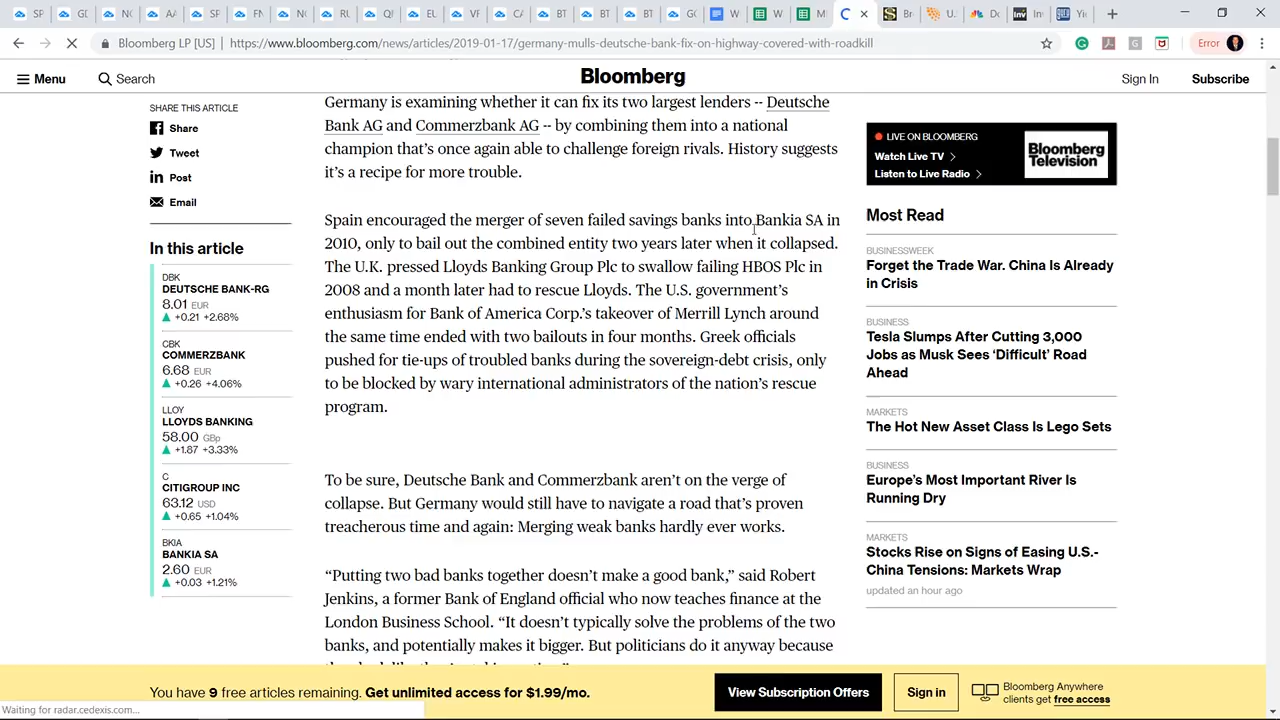 SP
GD
NC
AA
SP
FN
NC
RU
QF
EU
VF
CA
BT
BT
BT
GC
W
W
M
C
Br
U.
Do
Inv
In
Yie
Bloomberg LP [US]
https://www.bloomberg.com/news/articles/2019-01-17/germany-mulls-deutsche-bank-fix-on-highway-covered-with-roadkill
Error
Menu
Search
Bloomberg
Sign In
Subscribe
SHARE THIS ARTICLE
Share
Tweet
Post
Email
In this article
DBK
DEUTSCHE BANK-RG
8.01 EUR
+0.21 +2.68%
CBK
COMMERZBANK
6.68 EUR
+0.26 +4.06%
LLOY
LLOYDS BANKING
58.00 GBp
+1.87 +3.33%
C
CITIGROUP INC
63.12 USD
+0.65 +1.04%
BKIA
BANKIA SA
2.60 EUR
+0.03 +1.21%
Germany is examining whether it can fix its two largest lenders -- Deutsche
Bank AG and Commerzbank AG -- by combining them into a national
champion that’s once again able to challenge foreign rivals. History suggests
it’s a recipe for more trouble.
Spain encouraged the merger of seven failed savings banks into Bankia SA in
2010, only to bail out the combined entity two years later when it collapsed.
The U.K. pressed Lloyds Banking Group Plc to swallow failing HBOS Plc in
2008 and a month later had to rescue Lloyds. The U.S. government’s
enthusiasm for Bank of America Corp.’s takeover of Merrill Lynch around
the same time ended with two bailouts in four months. Greek officials
pushed for tie-ups of troubled banks during the sovereign-debt crisis, only
to be blocked by wary international administrators of the nation’s rescue
program.
To be sure, Deutsche Bank and Commerzbank aren’t on the verge of
collapse. But Germany would still have to navigate a road that’s proven
treacherous time and again: Merging weak banks hardly ever works.
“Putting two bad banks together doesn’t make a good bank,” said Robert
Jenkins, a former Bank of England official who now teaches finance at the
London Business School. “It doesn’t typically solve the problems of the two
banks, and potentially makes it bigger. But politicians do it anyway because
LIVE ON BLOOMBERG
Watch Live TV
Listen to Live Radio
Bloomberg
Television
Most Read
BUSINESSWEEK
Forget the Trade War. China Is Already
in Crisis
BUSINESS
Tesla Slumps After Cutting 3,000
Jobs as Musk Sees ‘Difficult’ Road
Ahead
MARKETS
The Hot New Asset Class Is Lego Sets
BUSINESS
Europe’s Most Important River Is
Running Dry
MARKETS
Stocks Rise on Signs of Easing U.S.-
China Tensions: Markets Wrap
updated an hour ago
You have 9 free articles remaining. Get unlimited access for $1.99/mo.
View Subscription Offers
Sign in
Bloomberg Anywhere
clients get free access
Waiting for radar.cedexis.com...